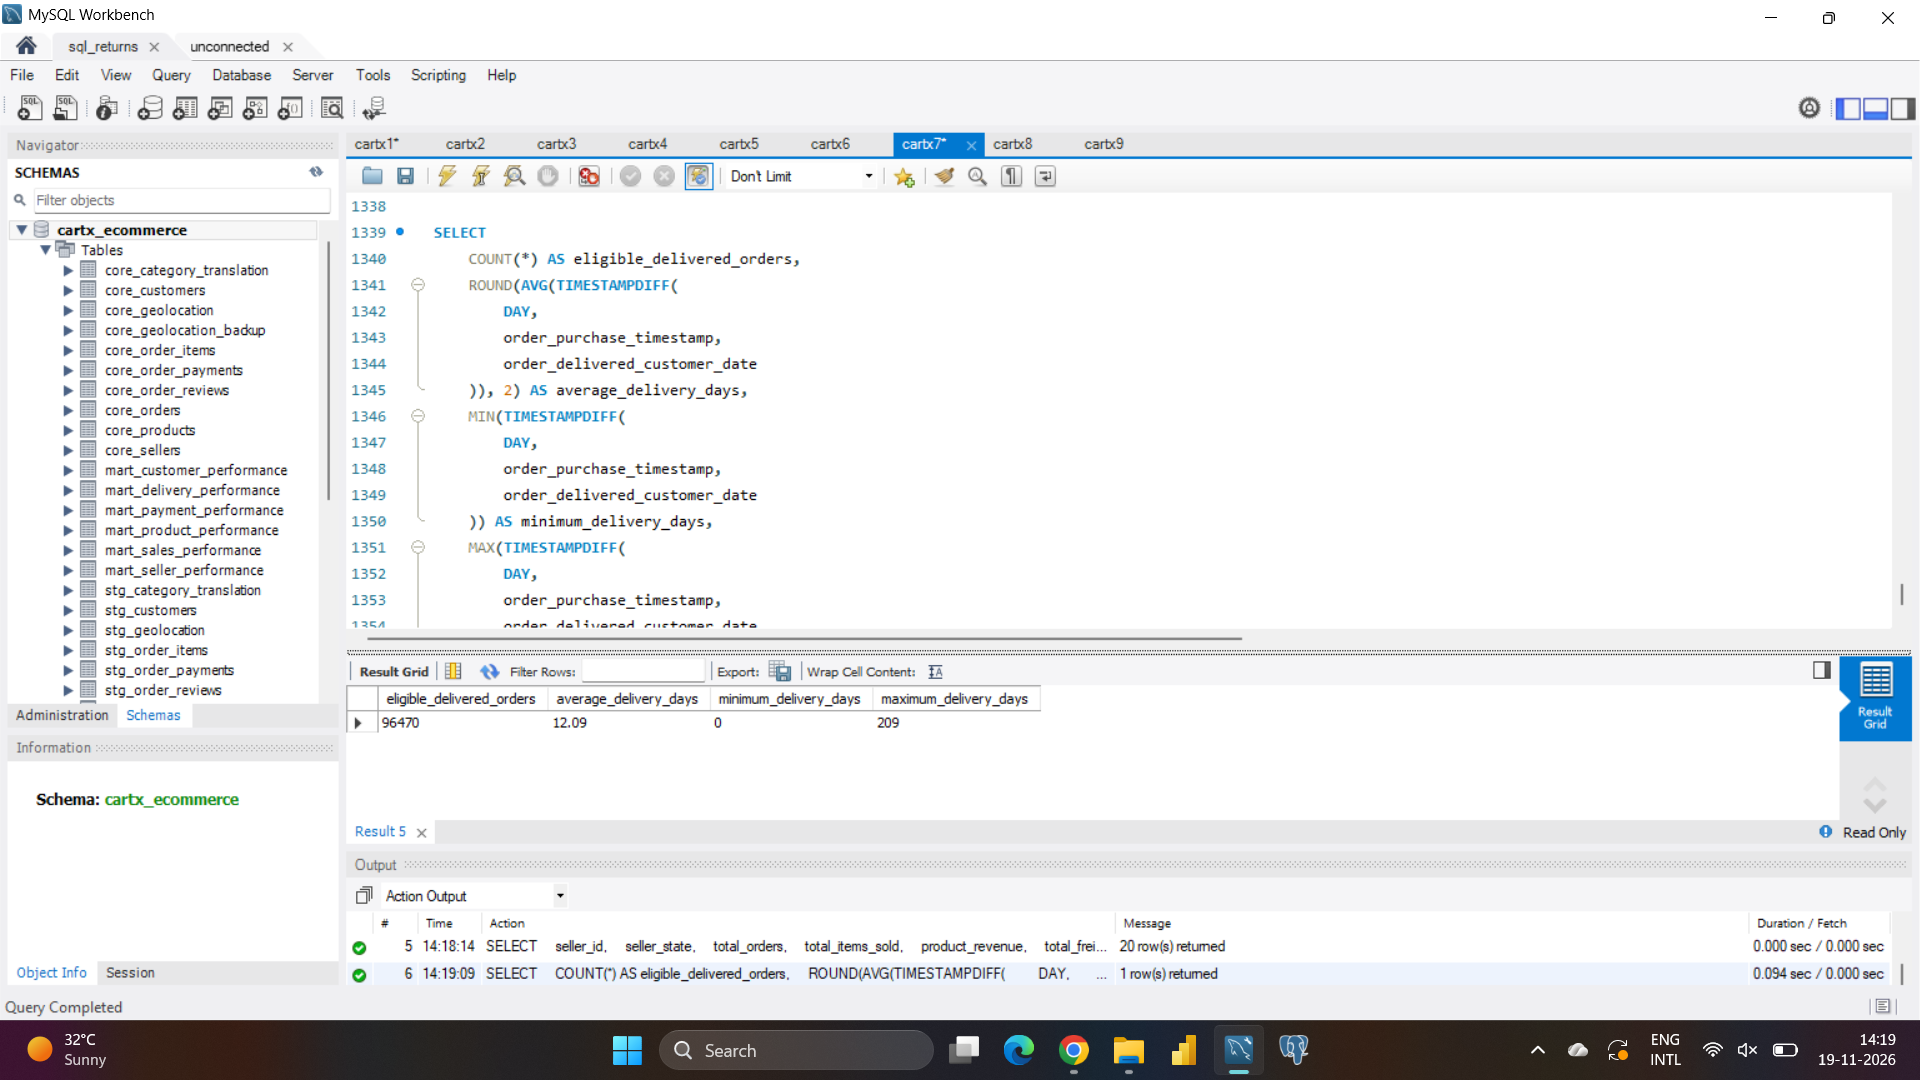 MySQL Workbench
sql_returns
unconnected
File Edit View Query Database Server Tools Scripting Help
Navigator
SCHEMAS
Filter objects
cartx_ecommerce
Tables
core_category_translation
core_customers
core_geolocation
core_geolocation_backup
core_order_items
core_order_payments
core_order_reviews
core_orders
core_products
core_sellers
mart_customer_performance
mart_delivery_performance
mart_payment_performance
mart_product_performance
mart_sales_performance
mart_seller_performance
stg_category_translation
stg_customers
stg_geolocation
stg_order_items
stg_order_payments
stg_order_reviews
Administration Schemas
Information
Schema: cartx_ecommerce
Object Info Session
cartx1* cartx2 cartx3 cartx4 cartx5 cartx6 cartx7* cartx8 cartx9
Don't Limit
1338
1339 SELECT
1340 COUNT(*) AS eligible_delivered_orders,
1341 ROUND(AVG(TIMESTAMPDIFF(
1342 DAY,
1343 order_purchase_timestamp,
1344 order_delivered_customer_date
1345 )), 2) AS average_delivery_days,
1346 MIN(TIMESTAMPDIFF(
1347 DAY,
1348 order_purchase_timestamp,
1349 order_delivered_customer_date
1350 )) AS minimum_delivery_days,
1351 MAX(TIMESTAMPDIFF(
1352 DAY,
1353 order_purchase_timestamp,
1354 order_delivered_customer_date
Result Grid Filter Rows: Export: Wrap Cell Content:
eligible_delivered_orders average_delivery_days minimum_delivery_days maximum_delivery_days
96470 12.09 0 209
Result Grid
Result 5
Read Only
Output
Action Output
# Time Action Message Duration / Fetch
5 14:18:14 SELECT seller_id, seller_state, total_orders, total_items_sold, product_revenue, total_frei... 20 row(s) returned 0.000 sec / 0.000 sec
6 14:19:09 SELECT COUNT(*) AS eligible_delivered_orders, ROUND(AVG(TIMESTAMPDIFF( DAY, ... 1 row(s) returned 0.094 sec / 0.000 sec
Query Completed
32°C
Sunny
Search
ENG
INTL
14:19
19-11-2026